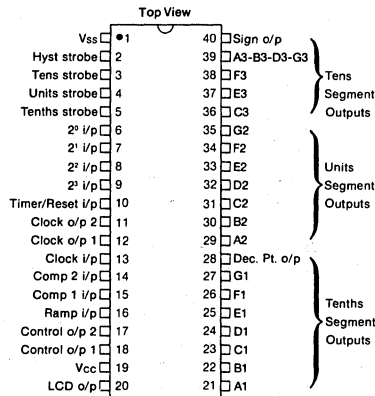 Top View
Vss 1 40 Sign o/p
Hyst strobe 2 39 A3-B3-D3-G3
Tens strobe 3 38 F3
Units strobe 4 37 E3
Tenths strobe 5 36 C3
2⁰ i/p 6 35 G2
2¹ i/p 7 34 F2
2² i/p 8 33 E2
2³ i/p 9 32 D2
Timer/Reset i/p 10 31 C2
Clock o/p 2 11 30 B2
Clock o/p 1 12 29 A2
Clock i/p 13 28 Dec. Pt. o/p
Comp 2 i/p 14 27 G1
Comp 1 i/p 15 26 F1
Ramp i/p 16 25 E1
Control o/p 2 17 24 D1
Control o/p 1 18 23 C1
Vcc 19 22 B1
LCD o/p 20 21 A1
Tens
Segment
Outputs
Units
Segment
Outputs
Tenths
Segment
Outputs